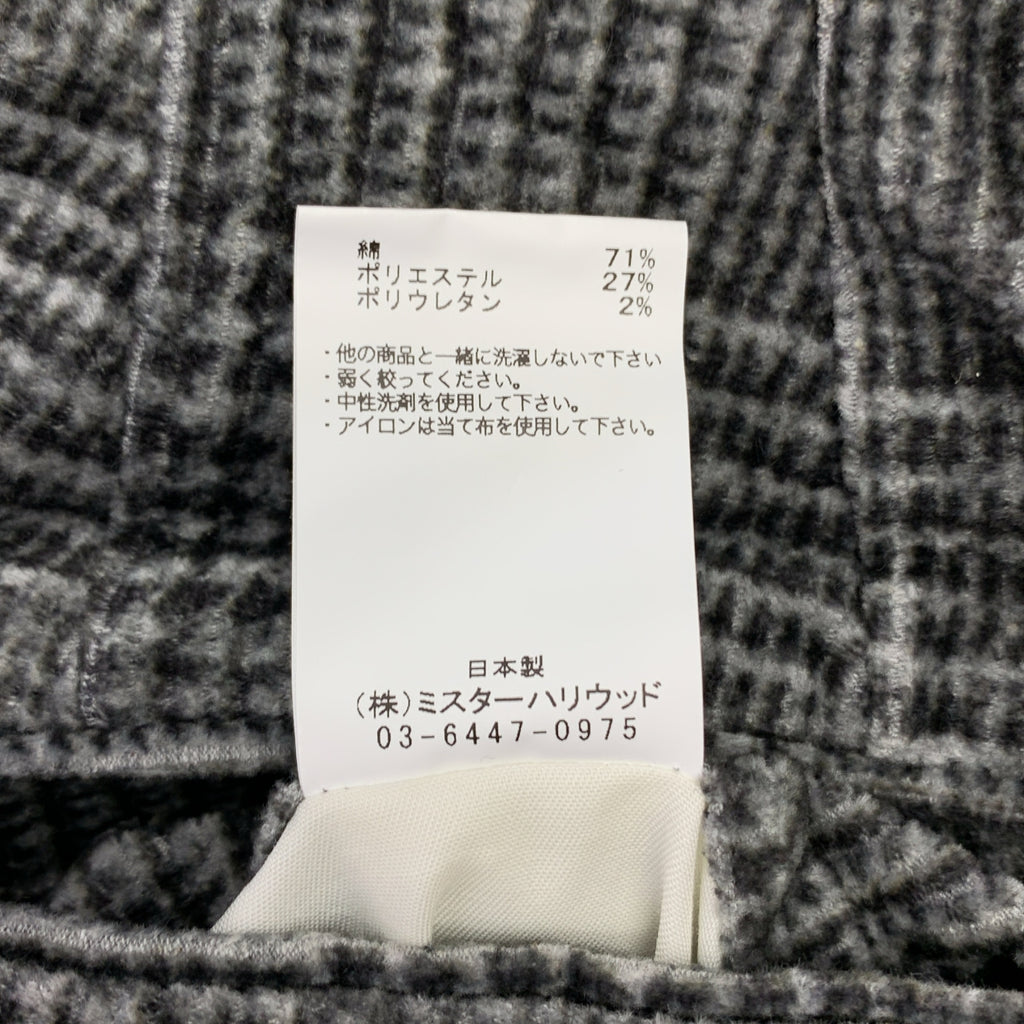 綿 71%
ポリエステル 27%
ポリウレタン 2%
・他の商品と一緒に洗濯しないで下さい
・弱く絞ってください。
・中性洗剤を使用して下さい。
・アイロンは当て布を使用して下さい。
日本製
(株)ミスターハリウッド
03-6447-0975